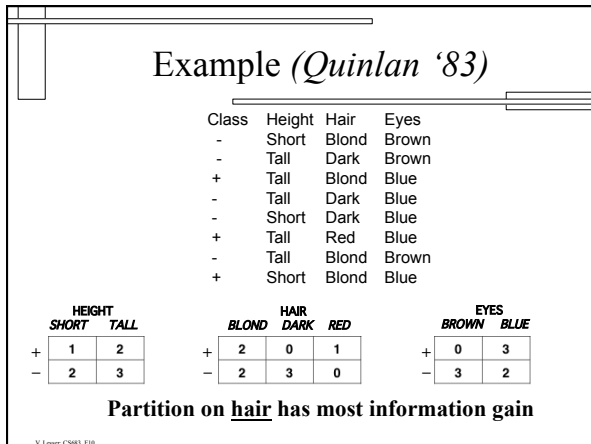 Example (Quinlan ‘83)
Class Height Hair Eyes
- Short Blond Brown
- Tall Dark Brown
+ Tall Blond Blue
- Tall Dark Blue
- Short Dark Blue
+ Tall Red Blue
- Tall Blond Brown
+ Short Blond Blue
HEIGHT
SHORT TALL
+ 1 2
− 2 3
HAIR
BLOND DARK RED
+ 2 0 1
− 2 3 0
EYES
BROWN BLUE
+ 0 3
− 3 2
Partition on hair has most information gain
V. Lesser; CS683, F10